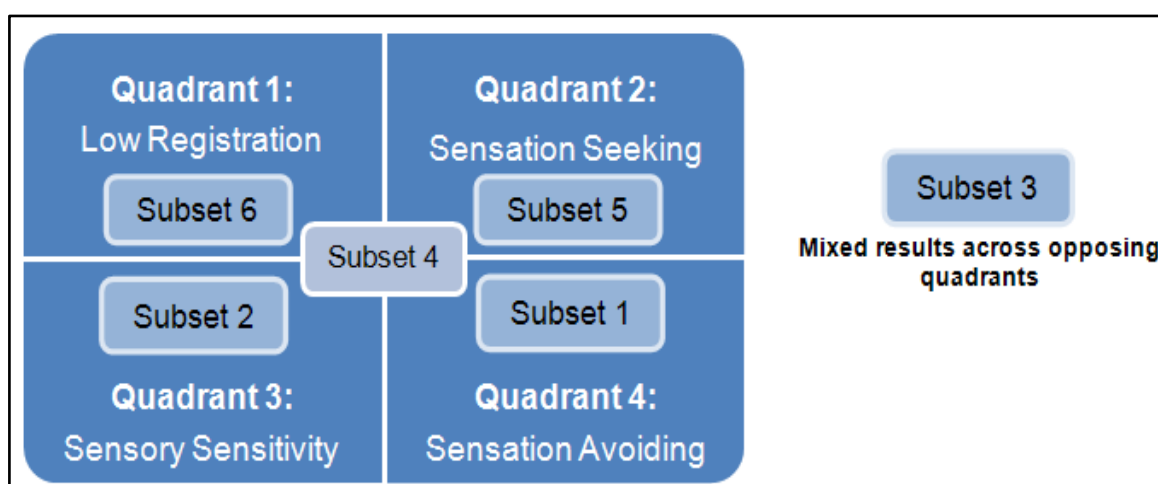 Quadrant 1:
Low Registration
Subset 6
Quadrant 2:
Sensation Seeking
Subset 5
Subset 4
Subset 2
Quadrant 3:
Sensory Sensitivity
Subset 1
Quadrant 4:
Sensation Avoiding
Subset 3
Mixed results across opposing
quadrants